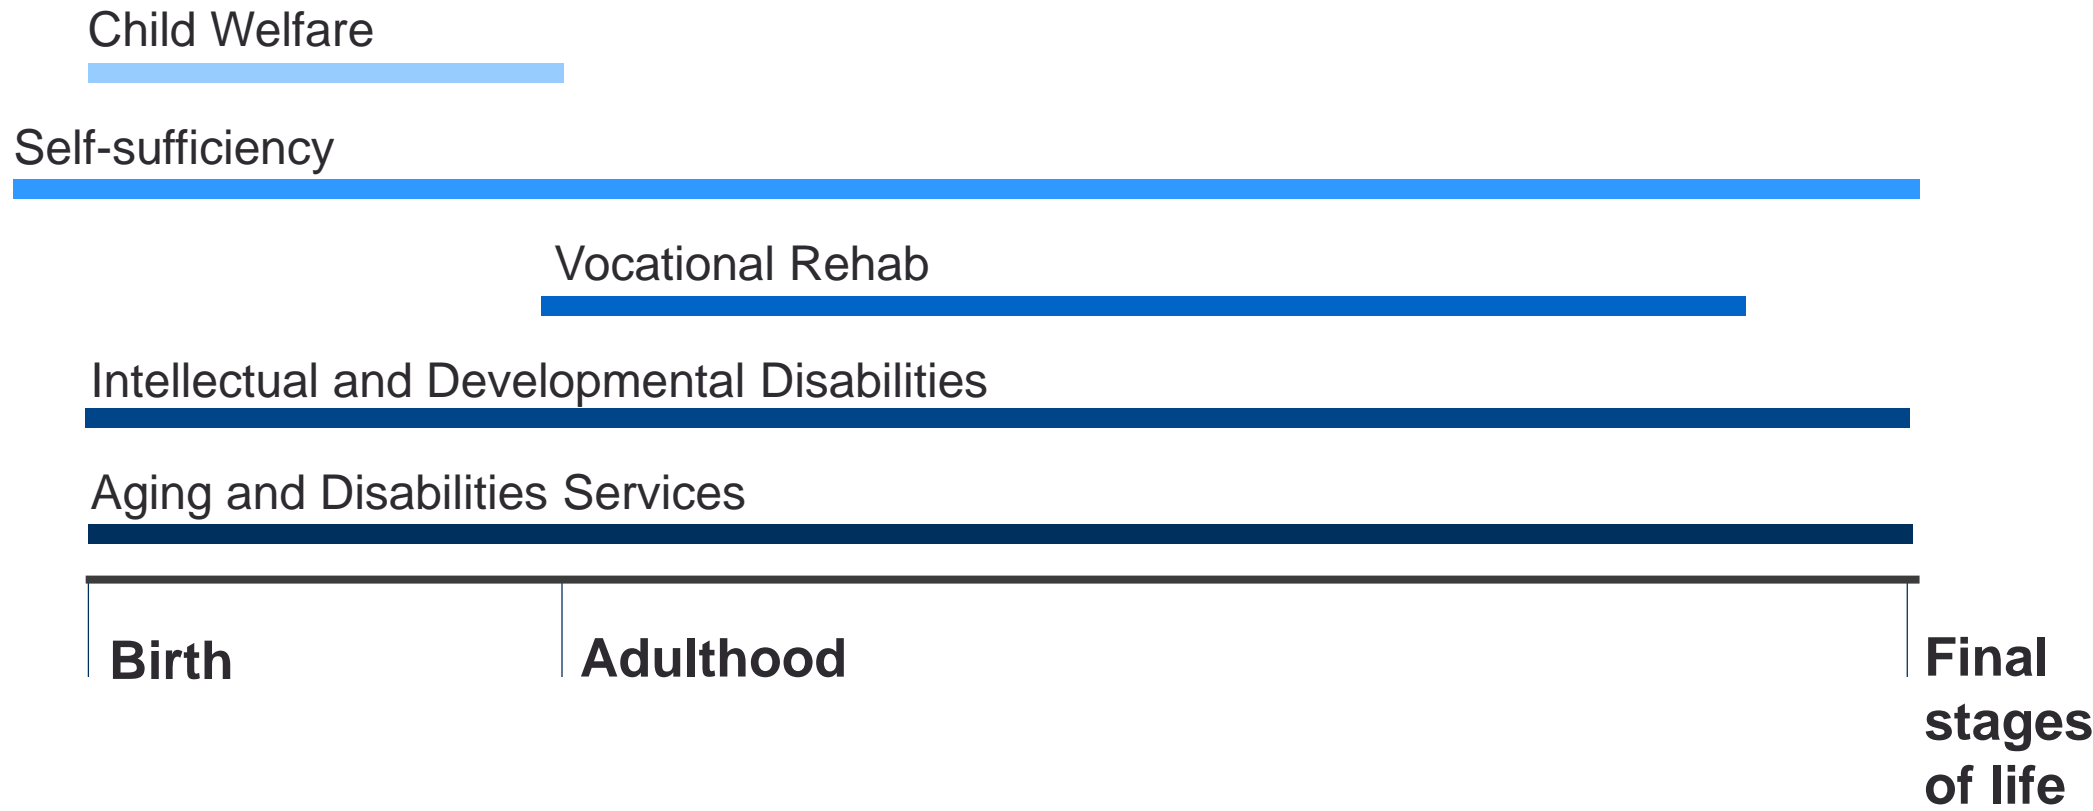 Child Welfare
Self-sufficiency
Vocational Rehab
Intellectual and Developmental Disabilities
Aging and Disabilities Services
Birth
Adulthood
Final
stages
of life